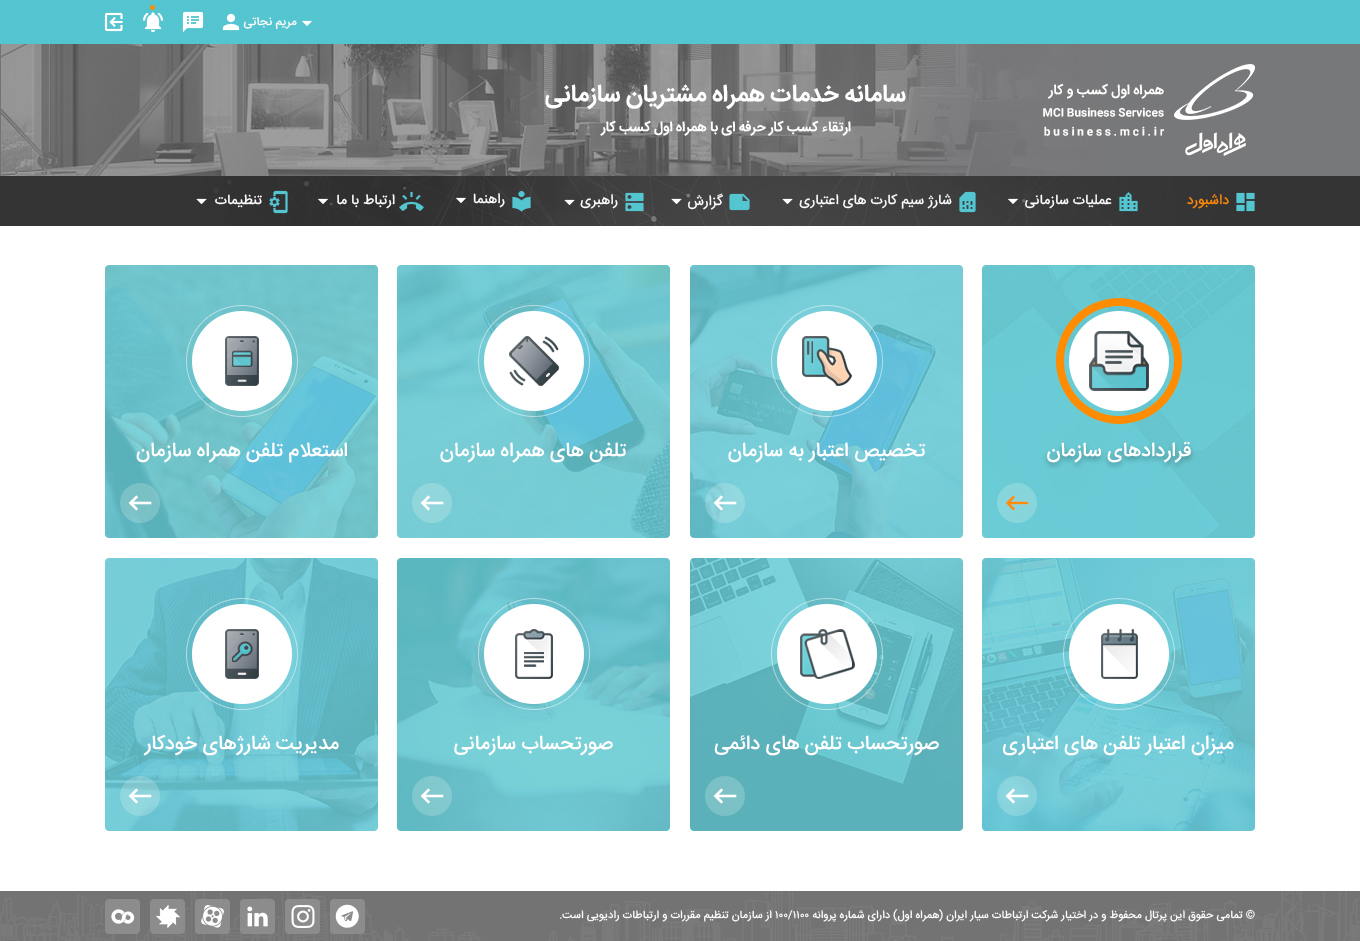 مریم نجاتی
همراه اول کسب و کار
MCI Business Services
business.mci.ir
همراه اول
سامانه خدمات همراه مشتریان سازمانی
ارتقاء کسب کار حرفه ای با همراه اول کسب کار
داشبورد
عملیات سازمانی
شارژ سیم کارت های اعتباری
گزارش
راهبری
راهنما
ارتباط با ما
تنظیمات
قراردادهای سازمان
تخصیص اعتبار به سازمان
تلفن های همراه سازمان
استعلام تلفن همراه سازمان
میزان اعتبار تلفن های اعتباری
صورتحساب تلفن های دائمی
صورتحساب سازمانی
مدیریت شارژهای خودکار
© تمامی حقوق این پرتال محفوظ و در اختیار شرکت ارتباطات سیار ایران (همراه اول) دارای شماره پروانه ۱۰۰/۱۱۰۰ از سازمان تنظیم مقررات و ارتباطات رادیویی است.
in